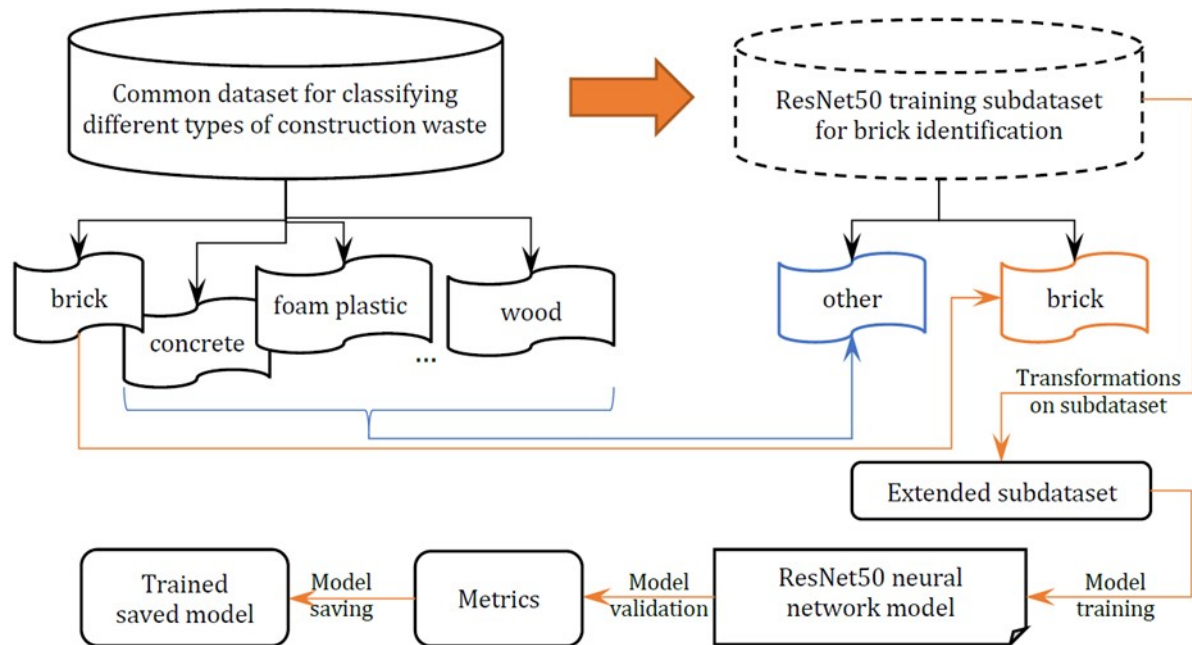 Common dataset for classifying
different types of construction waste
ResNet50 training subdataset
for brick identification
brick
concrete
foam plastic
...
wood
other
brick
Transformations
on subdataset
Extended subdataset
Trained
saved model
Model
saving
Metrics
Model
validation
ResNet50 neural
network model
Model
training